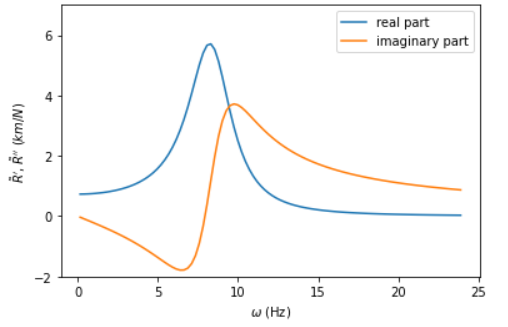 real part
imaginary part
R̃′, R̃″ (km/N)
6
4
2
0
−2
0
5
10
15
20
25
ω (Hz)